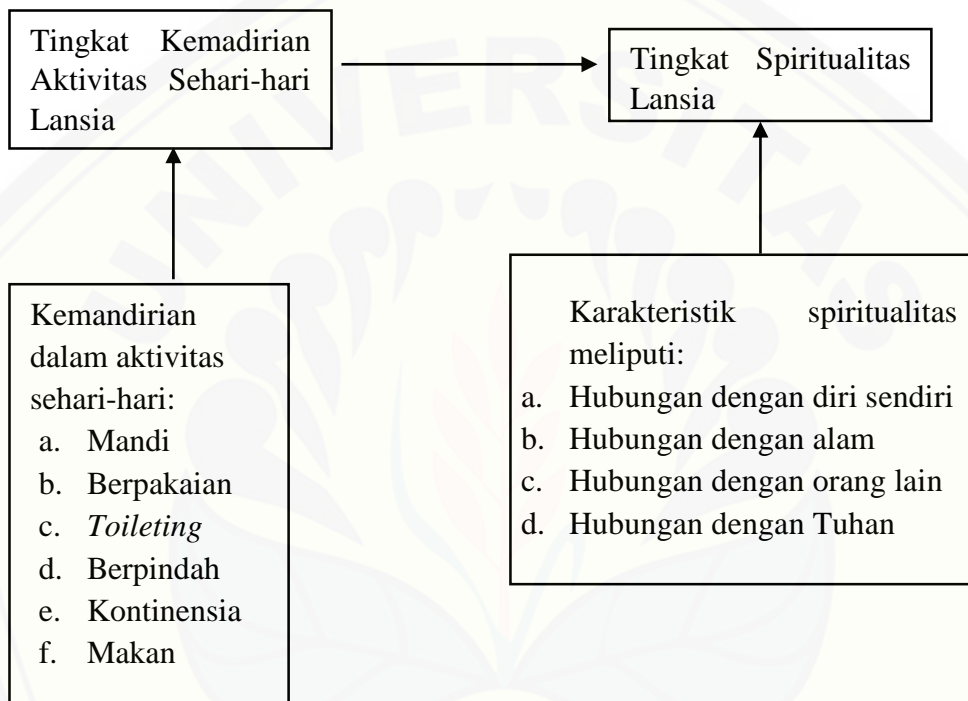 Tingkat Kemadirian
Aktivitas Sehari-hari
Lansia
Tingkat Spiritualitas
Lansia
Kemandirian
dalam aktivitas
sehari-hari:
a. Mandi
b. Berpakaian
c. Toileting
d. Berpindah
e. Kontinensia
f. Makan
Karakteristik spiritualitas
meliputi:
a. Hubungan dengan diri sendiri
b. Hubungan dengan alam
c. Hubungan dengan orang lain
d. Hubungan dengan Tuhan
UNIVERSITAS